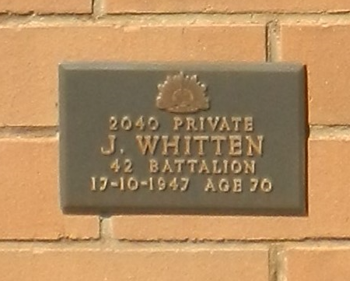 2040 PRIVATE
J. WHITTEN
42 BATTALION
17-10-1947 AGE 70